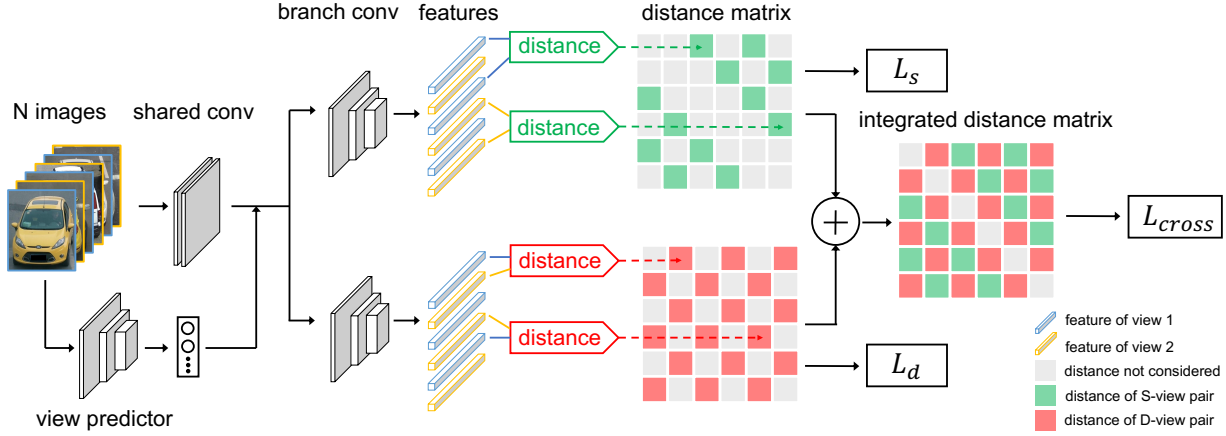 branch conv
features
distance matrix
distance
L_s
N images
shared conv
distance
integrated distance matrix
+
L_cross
distance
distance
feature of view 1
feature of view 2
L_d
distance not considered
view predictor
distance of S-view pair
distance of D-view pair